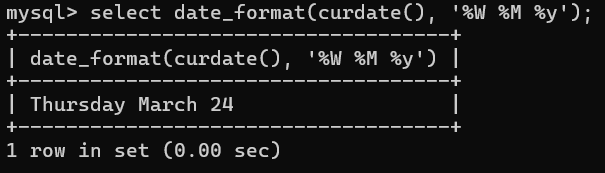 mysql> select date_format(curdate(), '%W %M %y');
+-----------------------------------+
| date_format(curdate(), '%W %M %y') |
+-----------------------------------+
| Thursday March 24                  |
+-----------------------------------+
1 row in set (0.00 sec)